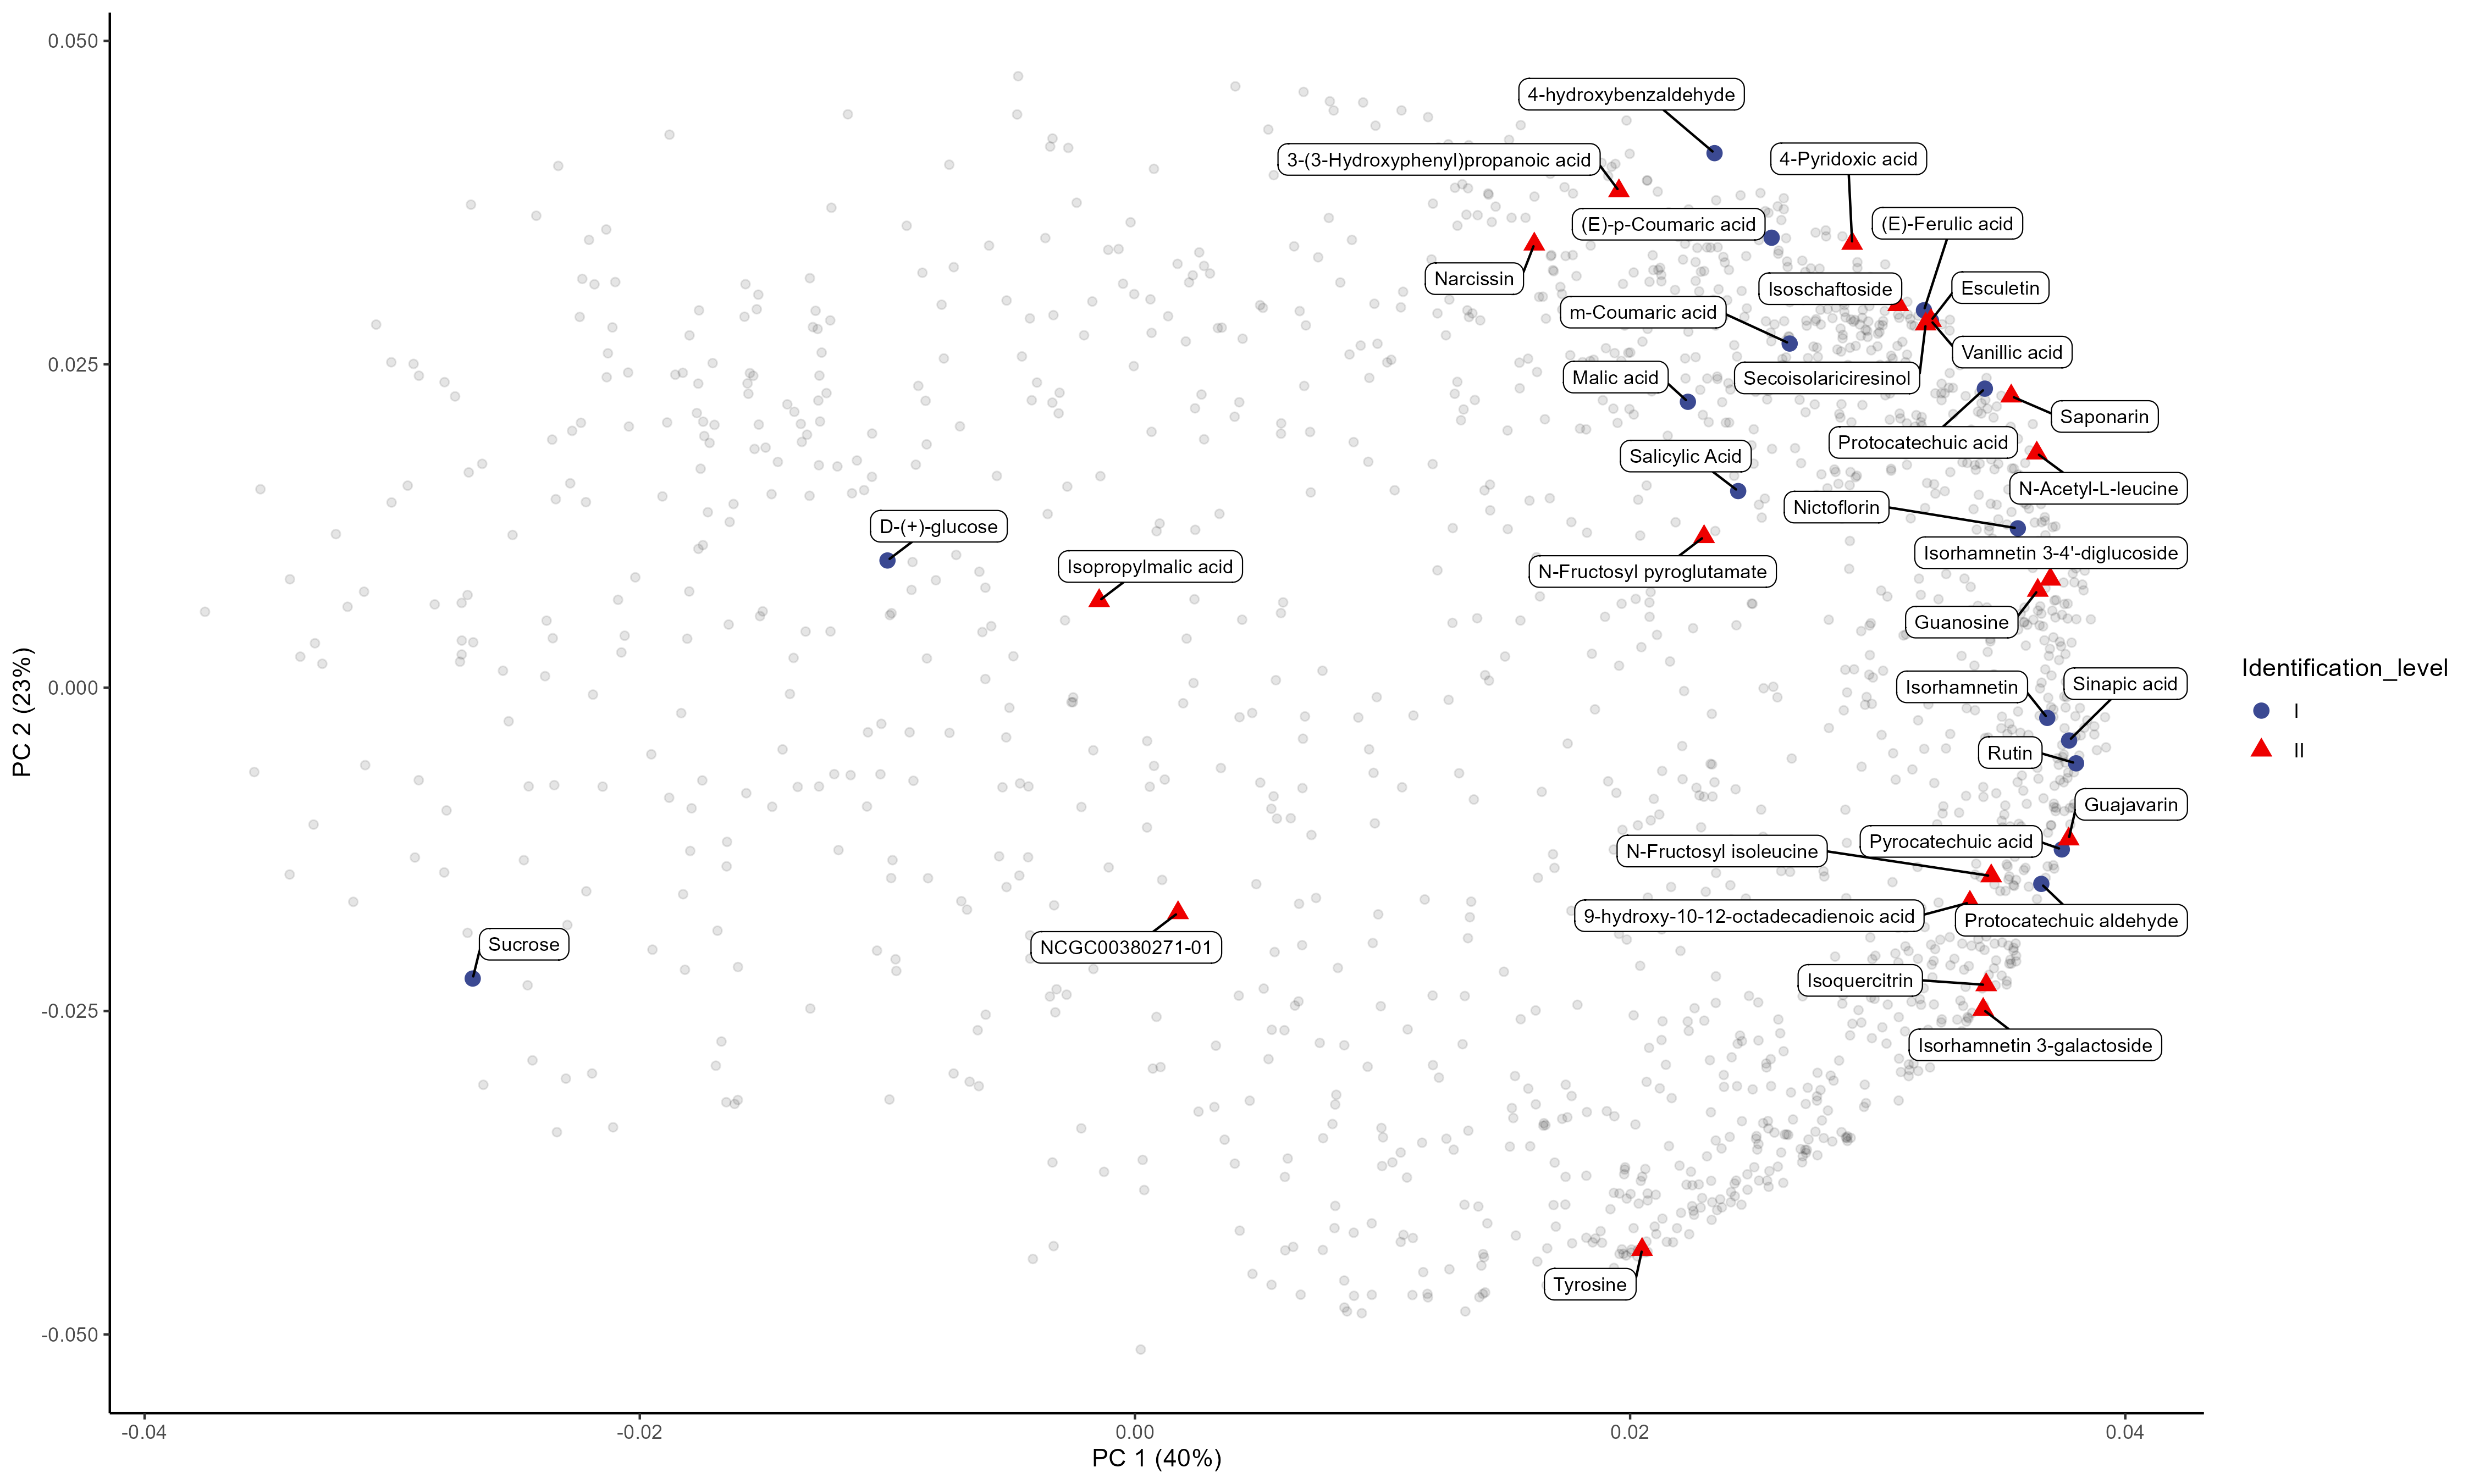 0.050
0.025
0.000
-0.025
-0.050
PC 2 (23%)
4-hydroxybenzaldehyde
3-(3-Hydroxyphenyl)propanoic acid
4-Pyridoxic acid
(E)-p-Coumaric acid
(E)-Ferulic acid
Narcissin
Isoschaftoside
Esculetin
m-Coumaric acid
Vanillic acid
Malic acid
Secoisolariciresinol
Saponarin
Protocatechuic acid
Salicylic Acid
N-Acetyl-L-leucine
Nictoflorin
D-(+)-glucose
Isorhamnetin 3-4'-diglucoside
Isopropylmalic acid
N-Fructosyl pyroglutamate
Guanosine
Isorhamnetin
Sinapic acid
Rutin
Guajavarin
Pyrocatechuic acid
N-Fructosyl isoleucine
9-hydroxy-10-12-octadecadienoic acid
Protocatechuic aldehyde
Sucrose
NCGC00380271-01
Isoquercitrin
Isorhamnetin 3-galactoside
Tyrosine
-0.04
-0.02
0.00
0.02
0.04
PC 1 (40%)
Identification_level
I
II